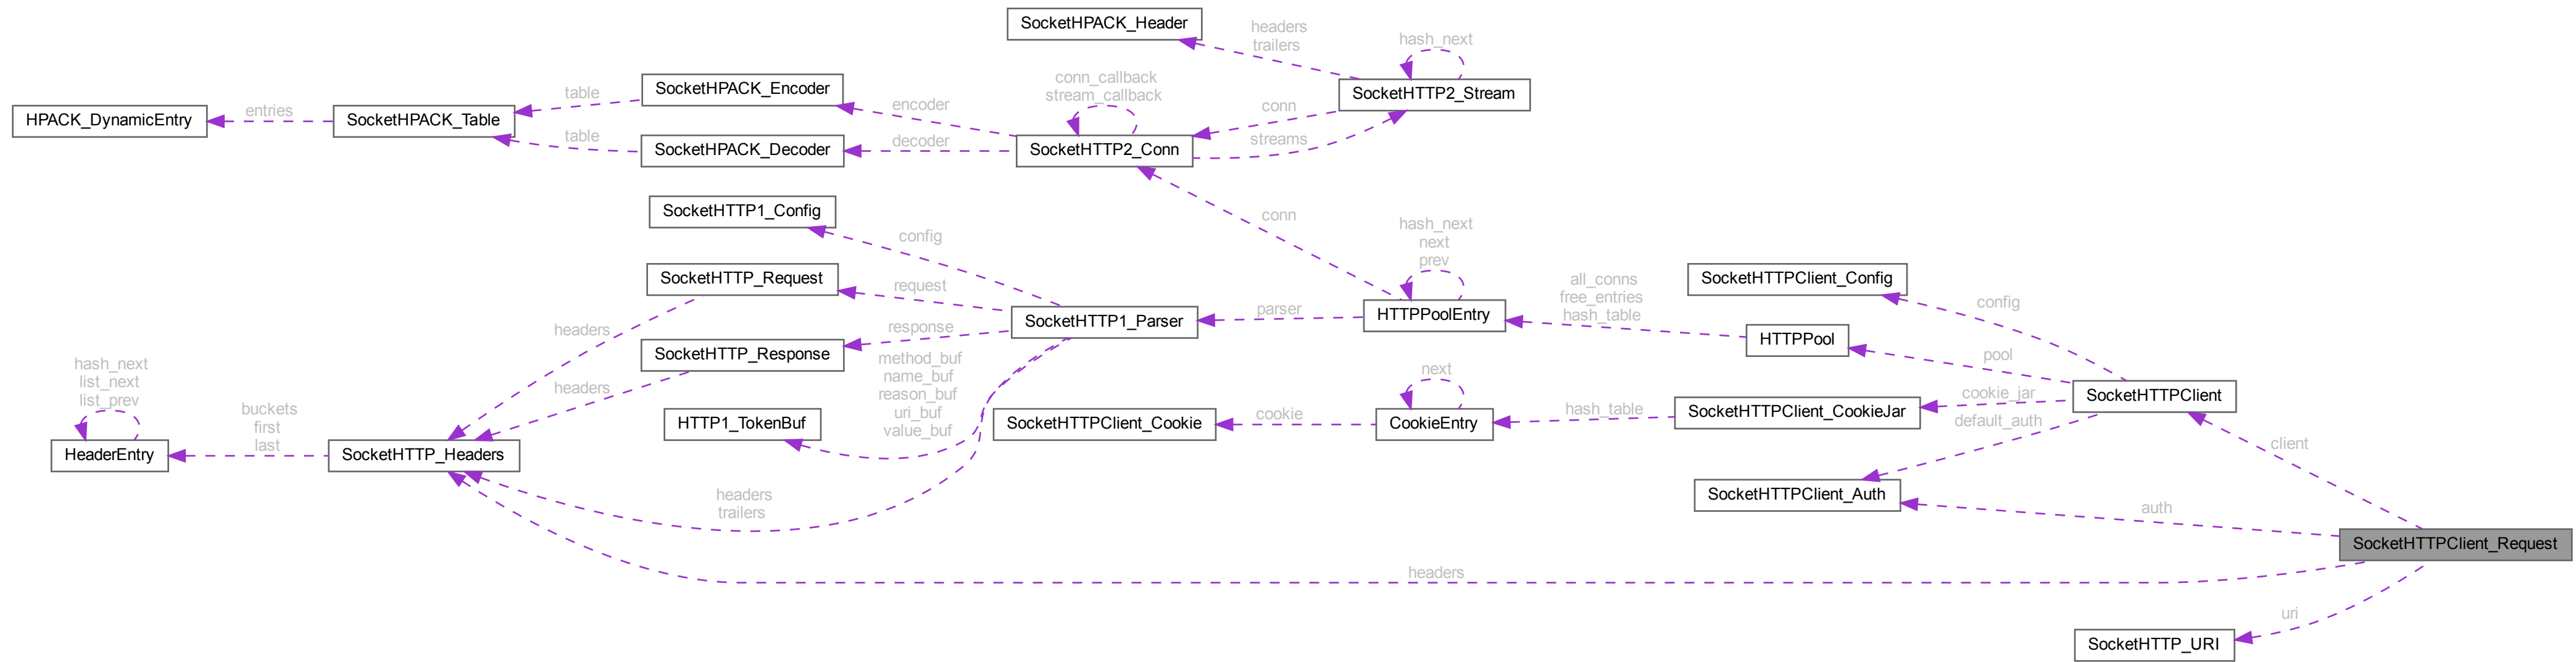 SocketHPACK_Header
headers
trailers
hash_next
SocketHTTP2_Stream
conn_callback
stream_callback
SocketHPACK_Encoder
table
encoder
conn
HPACK_DynamicEntry
entries
SocketHPACK_Table
SocketHPACK_Decoder
table
decoder
SocketHTTP2_Conn
streams
SocketHTTP1_Config
config
conn
hash_next
next
prev
SocketHTTP_Request
request
all_conns
free_entries
hash_table
SocketHTTPClient_Config
config
headers
SocketHTTP1_Parser
parser
HTTPPoolEntry
HTTPPool
response
SocketHTTP_Response
pool
hash_next
list_next
list_prev
headers
method_buf
name_buf
reason_buf
uri_buf
value_buf
next
cookie_jar
SocketHTTPClient
buckets
first
last
HTTP1_TokenBuf
SocketHTTPClient_Cookie
cookie
CookieEntry
hash_table
SocketHTTPClient_CookieJar
default_auth
HeaderEntry
SocketHTTP_Headers
client
headers
trailers
SocketHTTPClient_Auth
auth
SocketHTTPClient_Request
headers
uri
SocketHTTP_URI